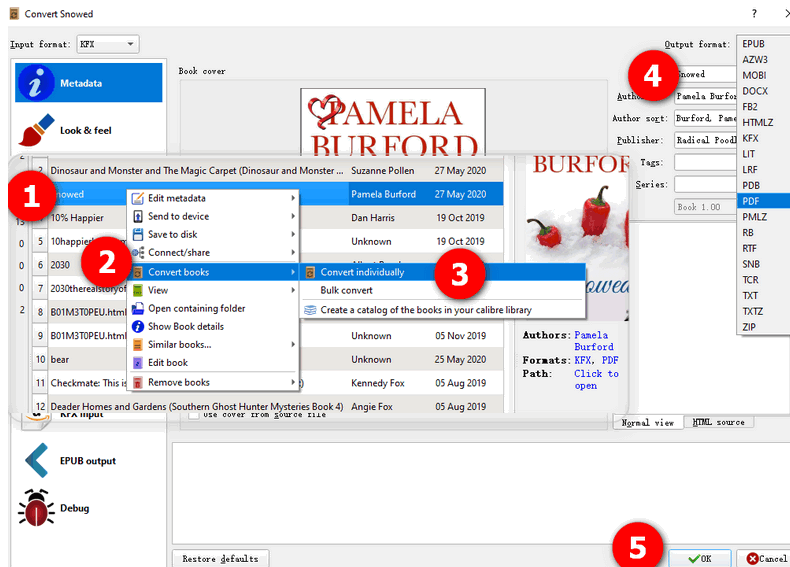 Convert Snowed
?
Input format: KFX
Output format:
EPUB
AZW3
MOBI
DOCX
FB2
HTMLZ
KFX
LIT
LRF
PDB
PDF
PMLZ
RB
RTF
SNB
TCR
TXT
TXTZ
ZIP
Metadata
Look & feel
Book cover
PAMELA
BURFORD
4
Snowed
Pamela
Author sort: Burford,
Publisher: Radical
Tags:
Series:
Book 1.00
2
2 Dinosaur and Monster and The Magic Carpet (Dinosaur and Monster ... Suzanne Pollen 27 May 2020
1
Pamela Burford 27 May 2020
10% Happier Dan Harris 19 Oct 2019
0 5 Unknown 19 Oct 2019
0 6 2030
0 7
2 8 B01M3T0PEU.html
9 B01M3T0PEU.html Unknown 05 Nov 2019
10 bear Unknown 25 May 2020
11 Checkmate: This is Kennedy Fox 05 Aug 2019
12 Deader Homes and Gardens (Southern Ghost Hunter Mysteries Book 4) Angie Fox 05 Aug 2019
2
Edit metadata
Send to device
Save to disk
Connect/share
Convert books
View
Open containing folder
Show Book details
Similar books...
Edit book
Remove books
3
Convert individually
Bulk convert
Create a catalog of the books in your calibre library
Authors: Pamela
Burford
Formats: KFX, PDF
Path: Click to
open
KFX input
Use cover from source file
Normal view HTML source
EPUB output
Debug
Restore defaults
5
OK
Cancel